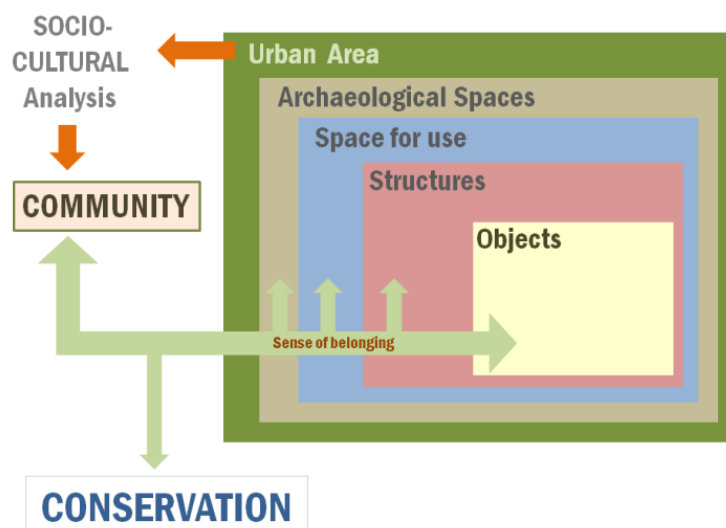 SOCIO-
CULTURAL
Analysis
Urban Area
Archaeological Spaces
Space for use
Structures
COMMUNITY
Objects
Sense of belonging
CONSERVATION